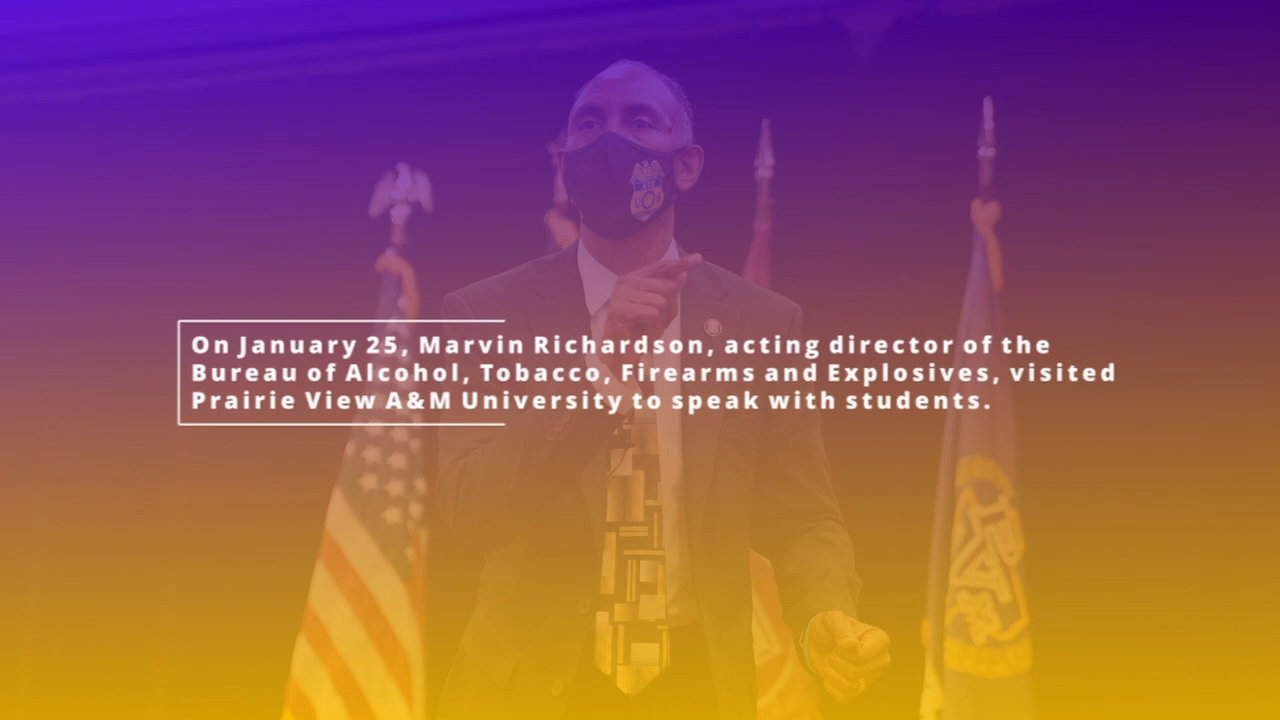 On January 25, Marvin Richardson, acting director of the
Bureau of Alcohol, Tobacco, Firearms and Explosives, visited
Prairie View A&M University to speak with students.
ATF
U S